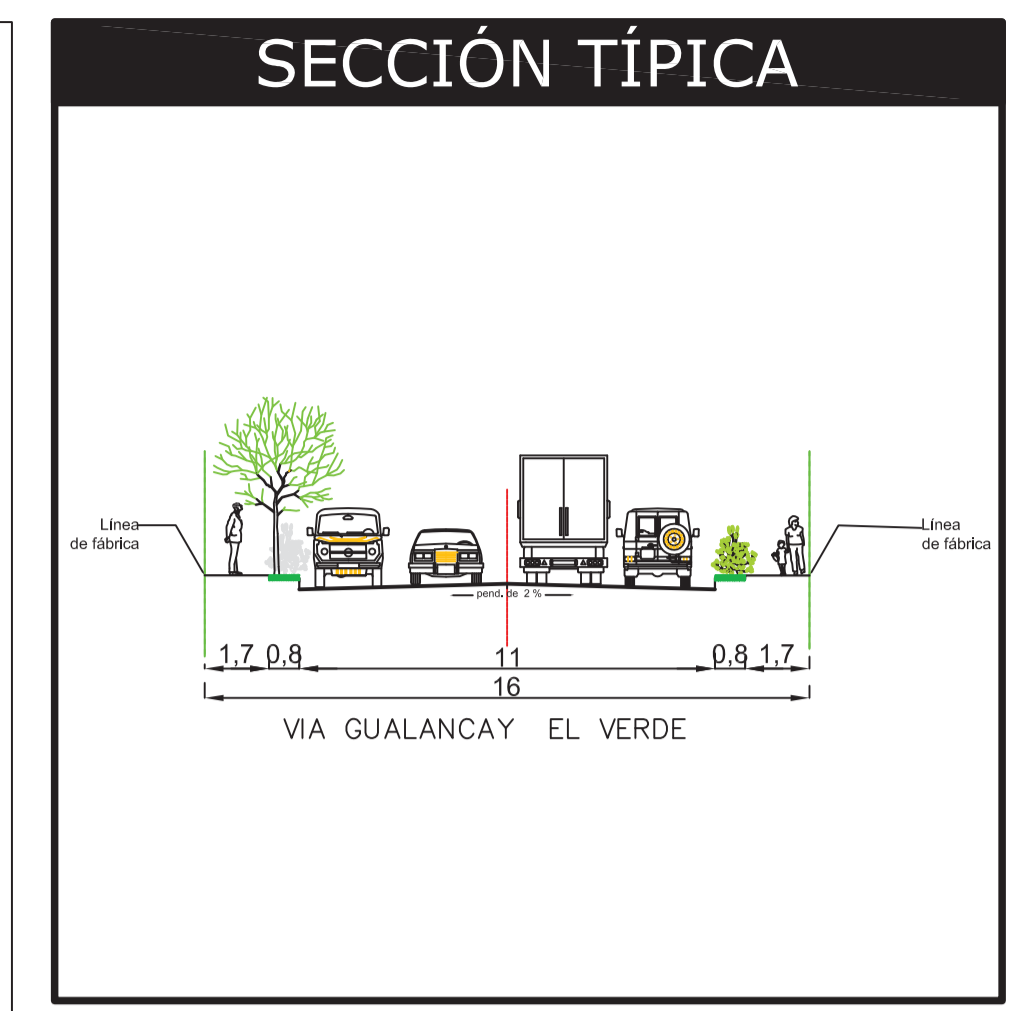 SECCIÓN TÍPICA
Línea
de fábrica
Línea
de fábrica
pend. de 2 %
1,7 0,8 11 0,8 1,7
16
VIA GUALANCAY EL VERDE